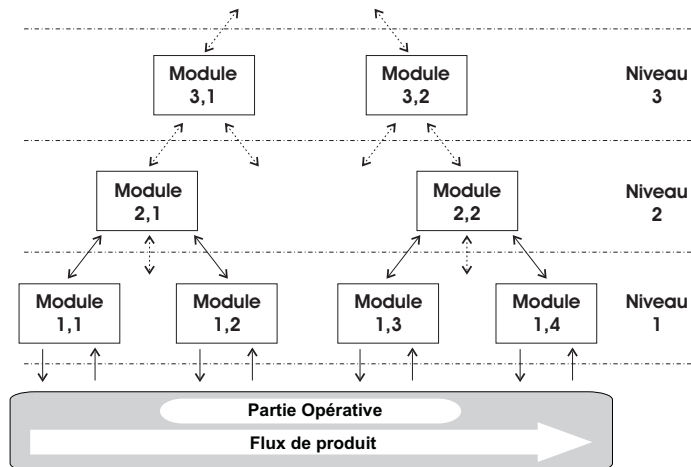 Module
3,1
Module
3,2
Niveau
3
Module
2,1
Module
2,2
Niveau
2
Module
1,1
Module
1,2
Module
1,3
Module
1,4
Niveau
1
Partie Opérative
Flux de produit